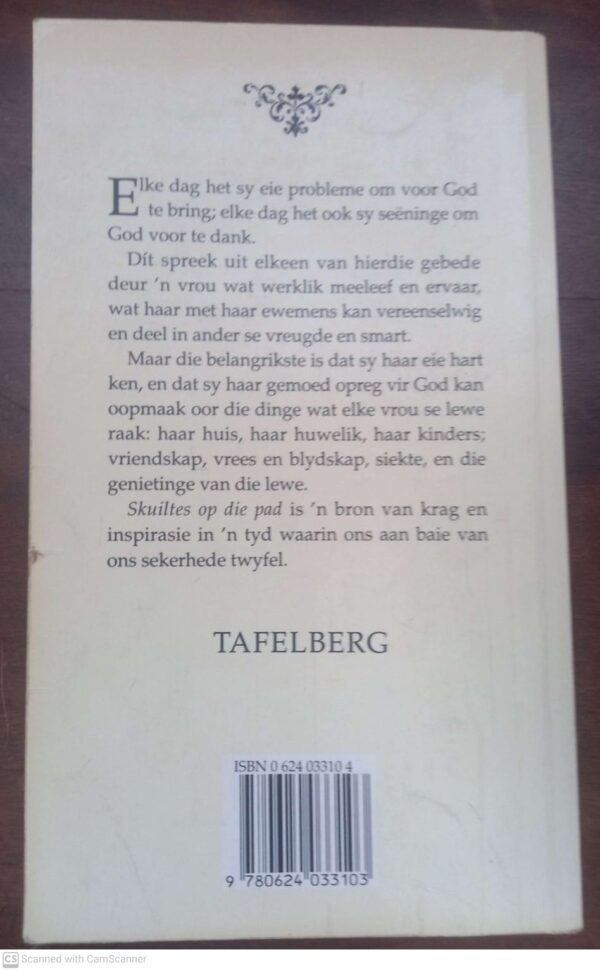 Elke dag het sy eie probleme om voor God
te bring; elke dag het ook sy seëninge om
God voor te dank.
Dít spreek uit elkeen van hierdie gebede
deur 'n vrou wat werklik meeleef en ervaar,
wat haar met haar ewemens kan vereenselwig
en deel in ander se vreugde en smart.
Maar die belangrikste is dat sy haar eie hart
ken, en dat sy haar gemoed opreg vir God kan
oopmaak oor die dinge wat elke vrou se lewe
raak: haar huis, haar huwelik, haar kinders;
vriendskap, vrees en blydskap, siekte, en die
genietinge van die lewe.
Skuiltes op die pad is 'n bron van krag en
inspirasie in 'n tyd waarin ons aan baie van
ons sekerhede twyfel.
TAFELBERG
ISBN 0 624 03310 4
9 780624 033103
CS Scanned with CamScanner